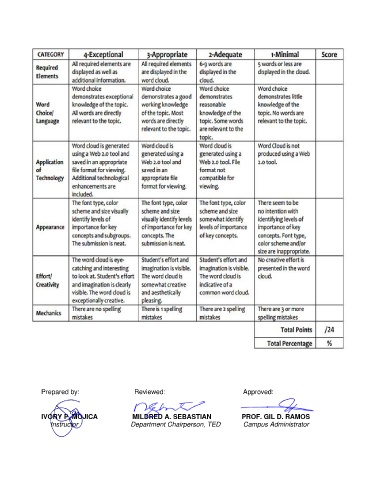 CATEGORY 4-Exceptional 3-Appropriate 2-Adequate 1-Minimal Score
Required Elements
All required elements are displayed as well as additional information.
All required elements are displayed in the word cloud.
6-9 words are displayed in the cloud.
5 words or less are displayed in the cloud.
Word Choice/ Language
Word choice demonstrates exceptional knowledge of the topic. All words are directly relevant to the topic.
Word choice demonstrates a good working knowledge of the topic. Most words are directly relevant to the topic.
Word choice demonstrates reasonable knowledge of the topic. Some words are relevant to the topic.
Word choice demonstrates little knowledge of the topic. No words are relevant to the topic.
Application of Technology
Word cloud is generated using a Web 2.0 tool and saved in an appropriate file format for viewing. Additional technological enhancements are included.
Word cloud is generated using a Web 2.0 tool and saved in an appropriate file format for viewing.
Word cloud is generated using a Web 2.0 tool. File format not compatible for viewing.
Word Cloud is not produced using a Web 2.0 tool.
Appearance
The font type, color scheme and size visually identify levels of importance for key concepts and subgroups. The submission is neat.
The font type, color scheme and size visually identify levels of importance for key concepts. The submission is neat.
The font type, color scheme and size somewhat identify levels of importance of key concepts.
There seem to be no intention with identifying levels of importance of key concepts. Font type, color scheme and/or size are inappropriate.
Effort/ Creativity
The word cloud is eye-catching and interesting to look at. Student's effort and imagination is clearly visible. The word cloud is exceptionally creative.
Student's effort and imagination is visible. The word cloud is somewhat creative and aesthetically pleasing.
Student's effort and imagination is visible. The word cloud is indicative of a common word cloud.
No creative effort is presented in the word cloud.
Mechanics
There are no spelling mistakes
There is 1 spelling mistakes
There are 2 spelling mistakes
There are 3 or more spelling mistakes
Total Points /24
Total Percentage %
Prepared by: Reviewed: Approved:
IVORY P. MOJICA MILDRED A. SEBASTIAN PROF. GIL D. RAMOS
Instructor Department Chairperson, TED Campus Administrator